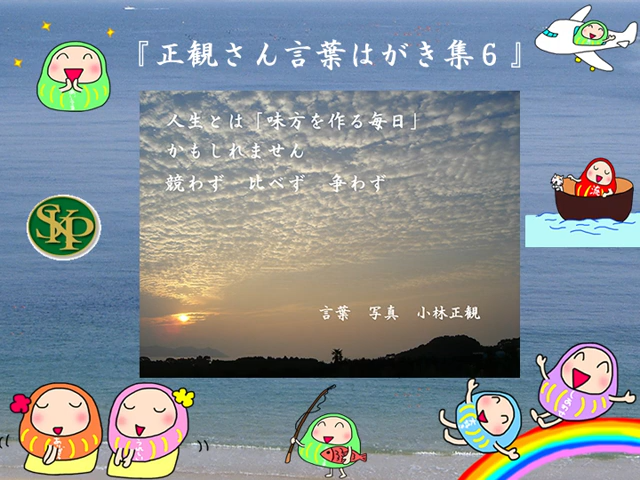 『正観さん言葉はがき集６』
人生とは「味方を作る毎日」
かもしれません
競わず　比べず　争わず
言葉　写真　小林正観
SKP